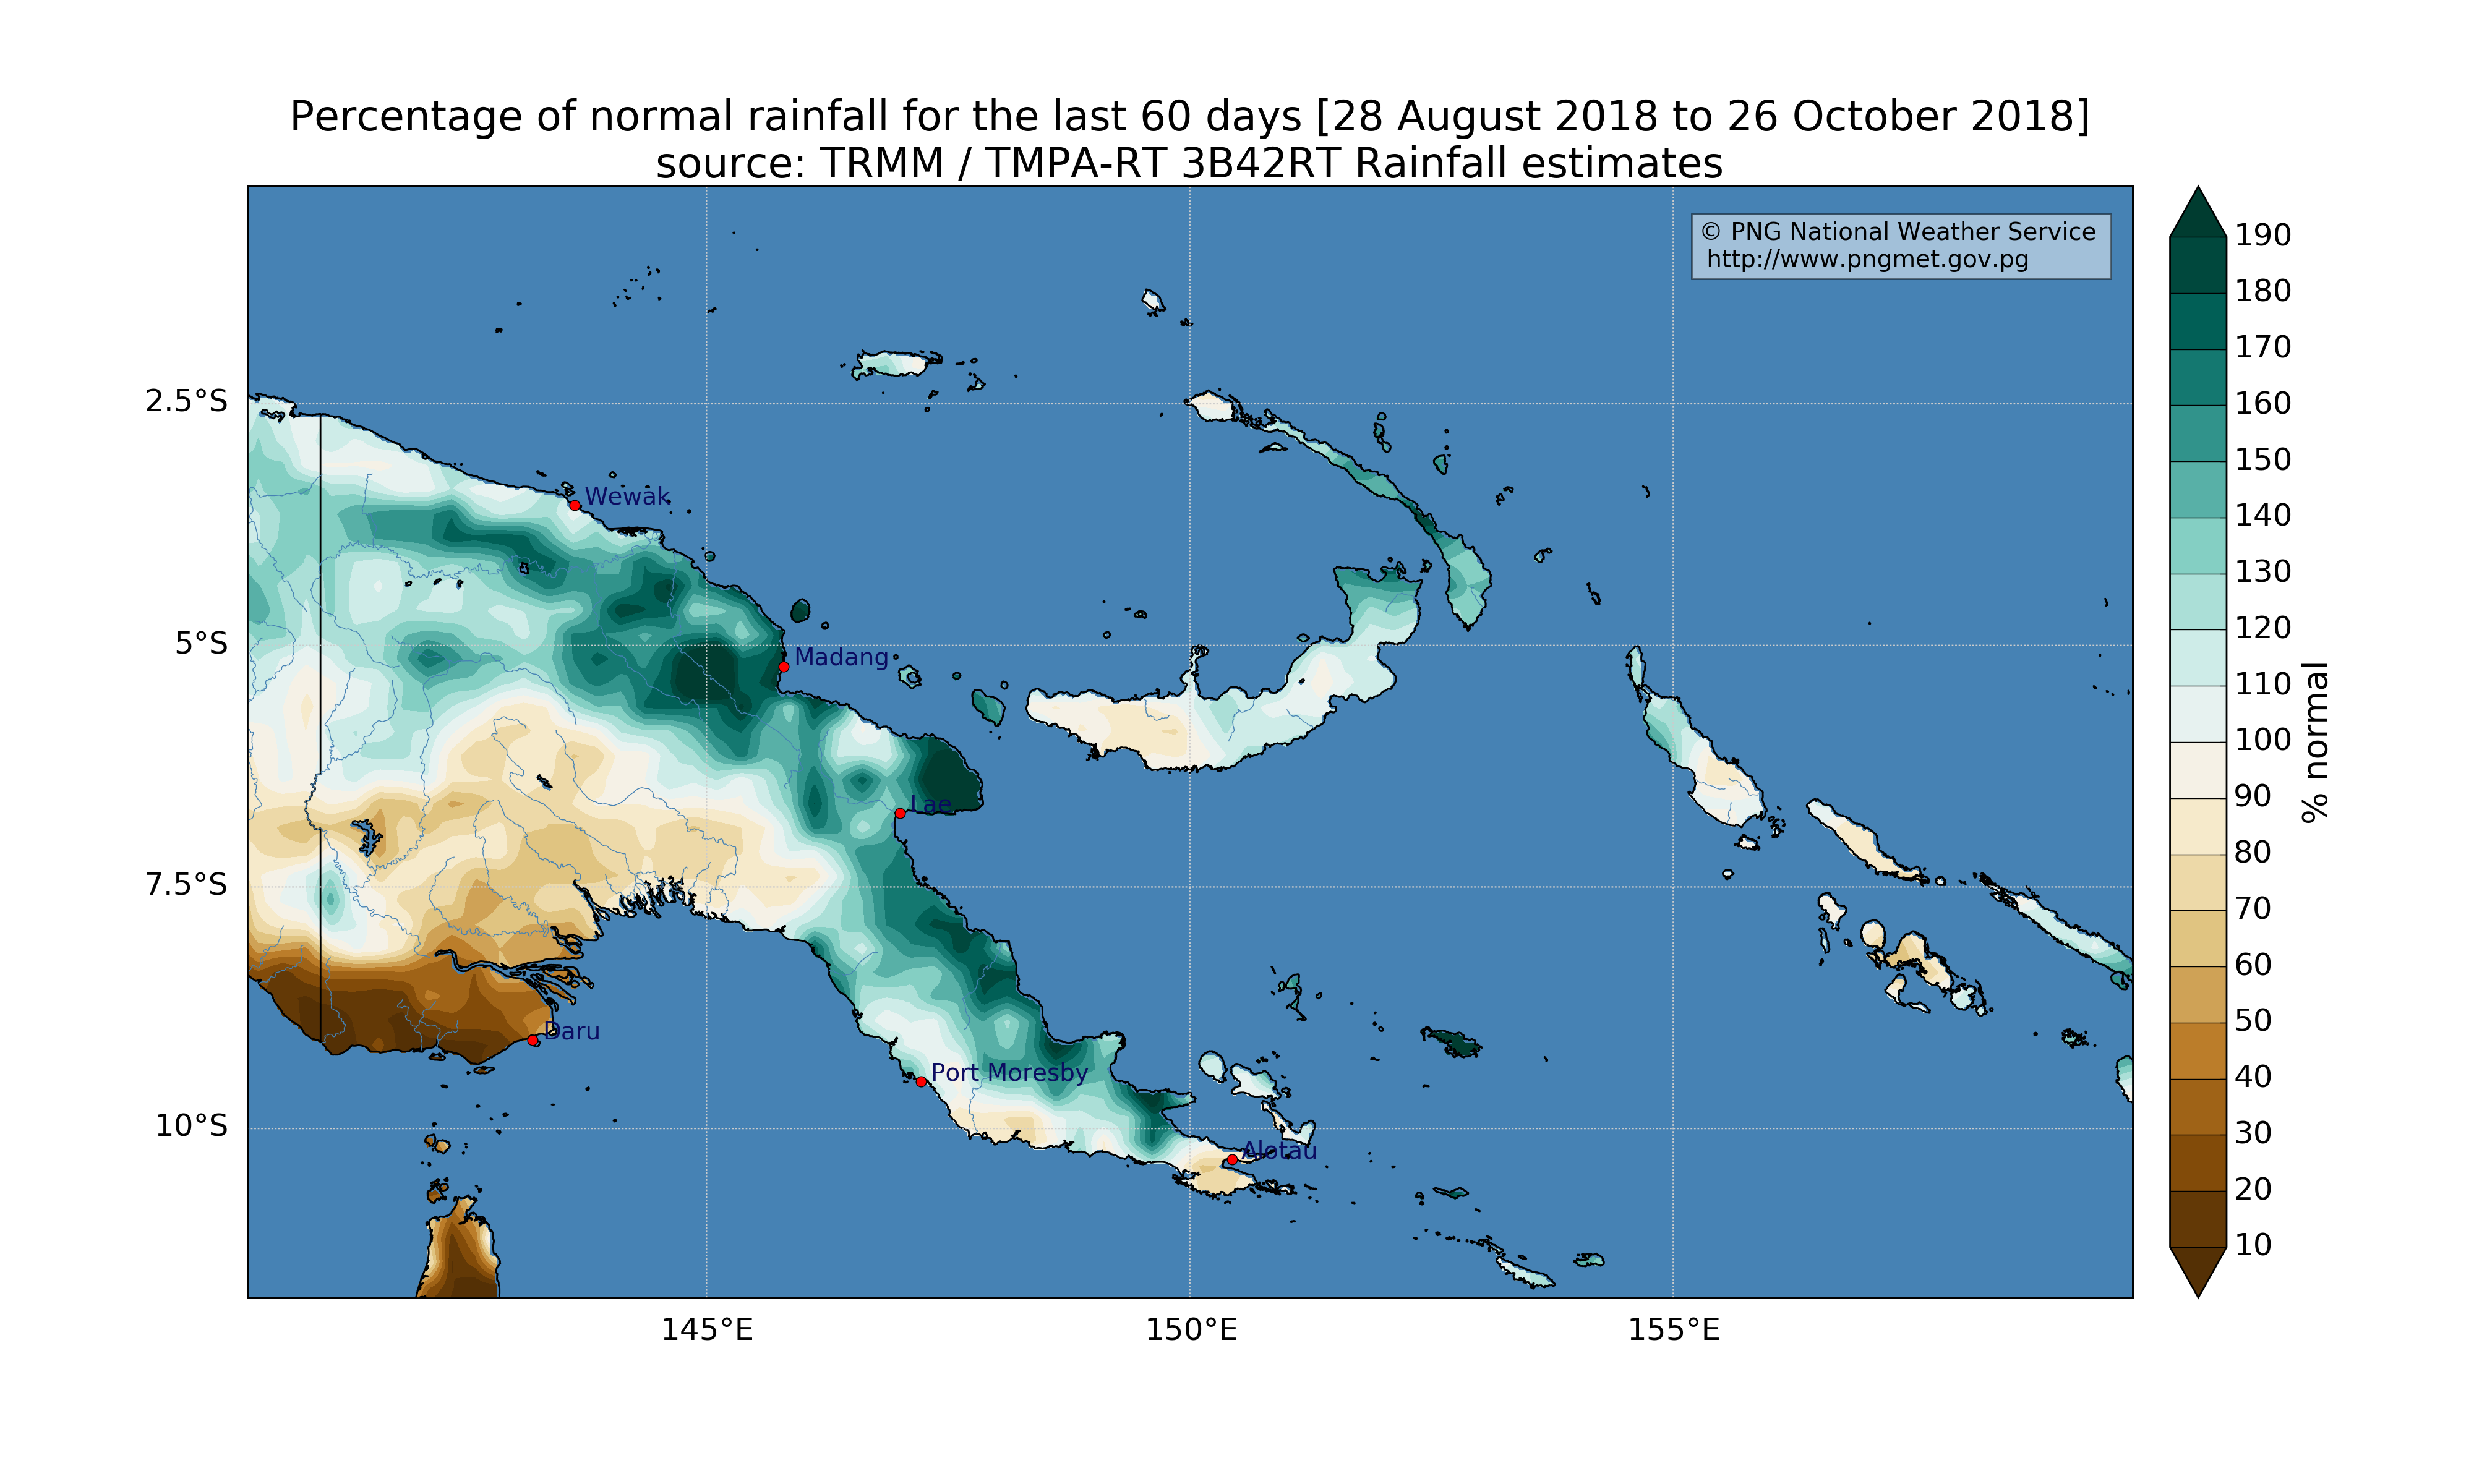 Percentage of normal rainfall for the last 60 days [28 August 2018 to 26 October 2018]
source: TRMM / TMPA-RT 3B42RT Rainfall estimates
© PNG National Weather Service
http://www.pngmet.gov.pg
2.5°S
5°S
7.5°S
10°S
Wewak
Madang
Lae
Daru
Port Moresby
Alotau
145°E
150°E
155°E
190
180
170
160
150
140
130
120
110
100
90
80
70
60
50
40
30
20
10
% normal